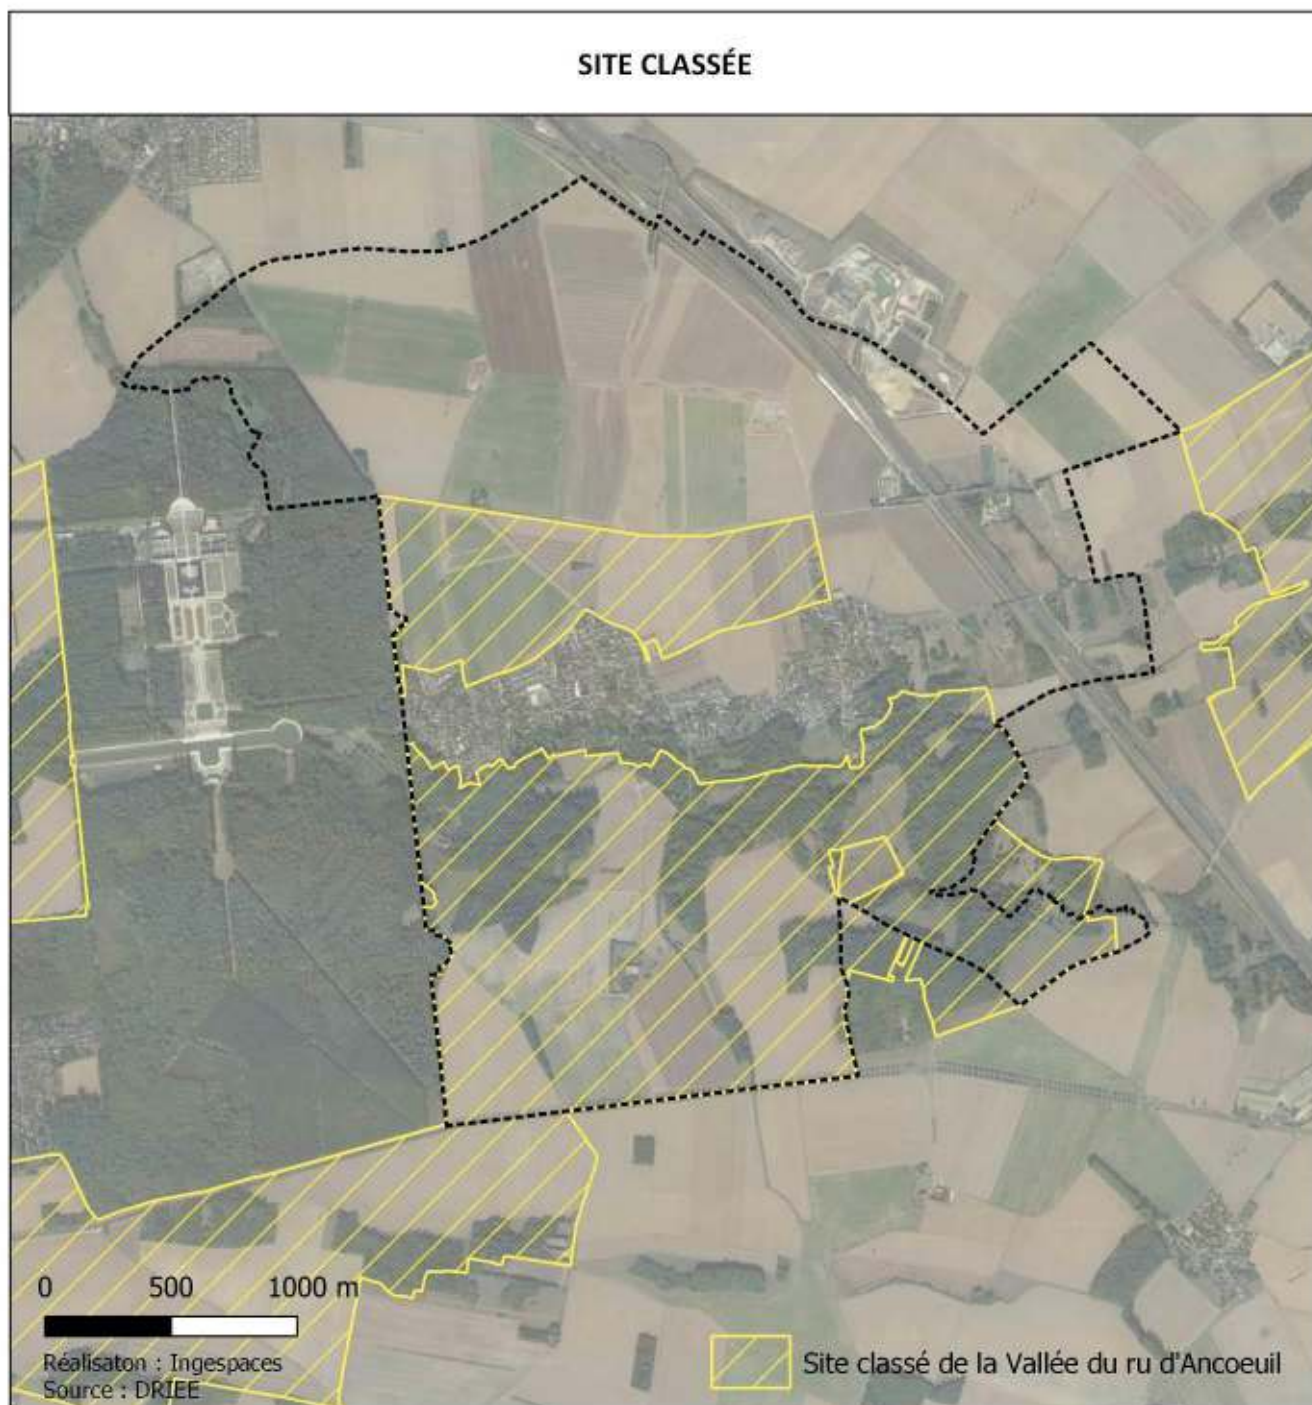 SITE CLASSÉE
0 500 1000 m
Réalisaton : Ingespaces
Source : DRIEE
Site classé de la Vallée du ru d'Ancoeuil